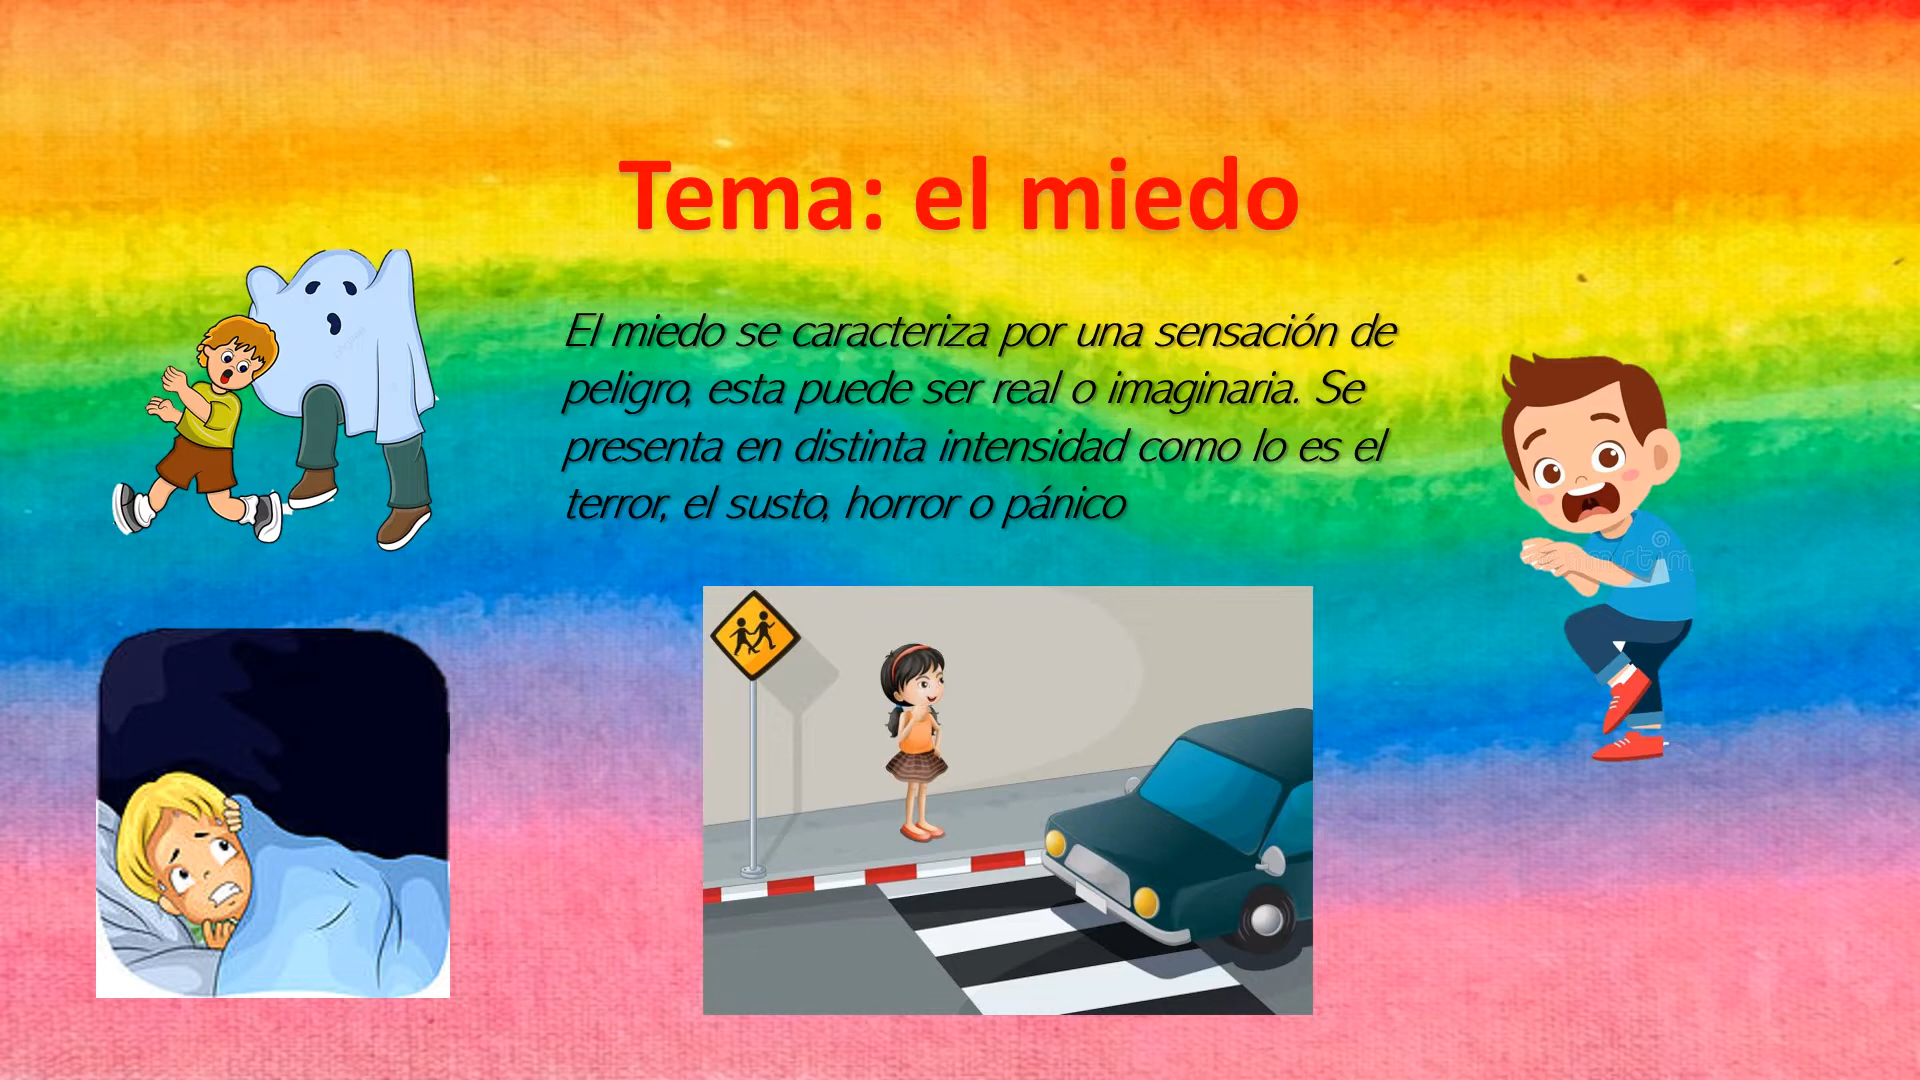 Tema: el miedo
El miedo se caracteriza por una sensación de
peligro, esta puede ser real o imaginaria. Se
presenta en distinta intensidad como lo es el
terror, el susto, horror o pánico